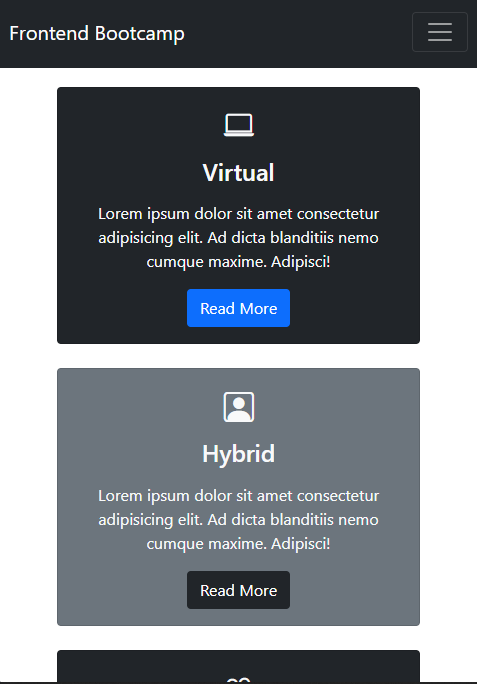 Frontend Bootcamp
Virtual
Lorem ipsum dolor sit amet consectetur
adipisicing elit. Ad dicta blanditiis nemo
cumque maxime. Adipisci!
Read More
Hybrid
Lorem ipsum dolor sit amet consectetur
adipisicing elit. Ad dicta blanditiis nemo
cumque maxime. Adipisci!
Read More